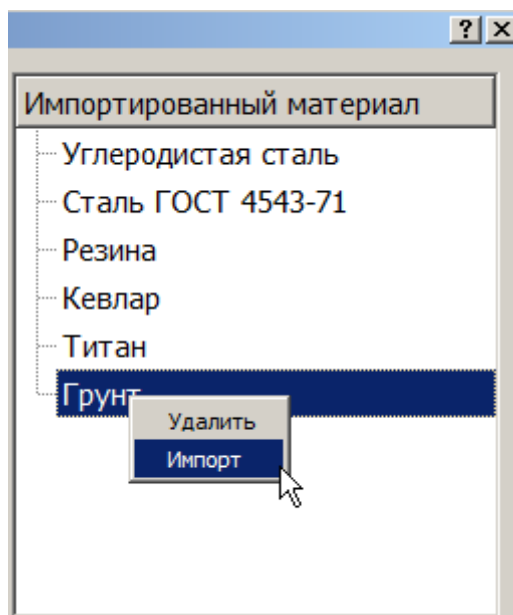 Импортированный материал
Углеродистая сталь
Сталь ГОСТ 4543-71
Резина
Кевлар
Титан
Грунт
Удалить
Импорт